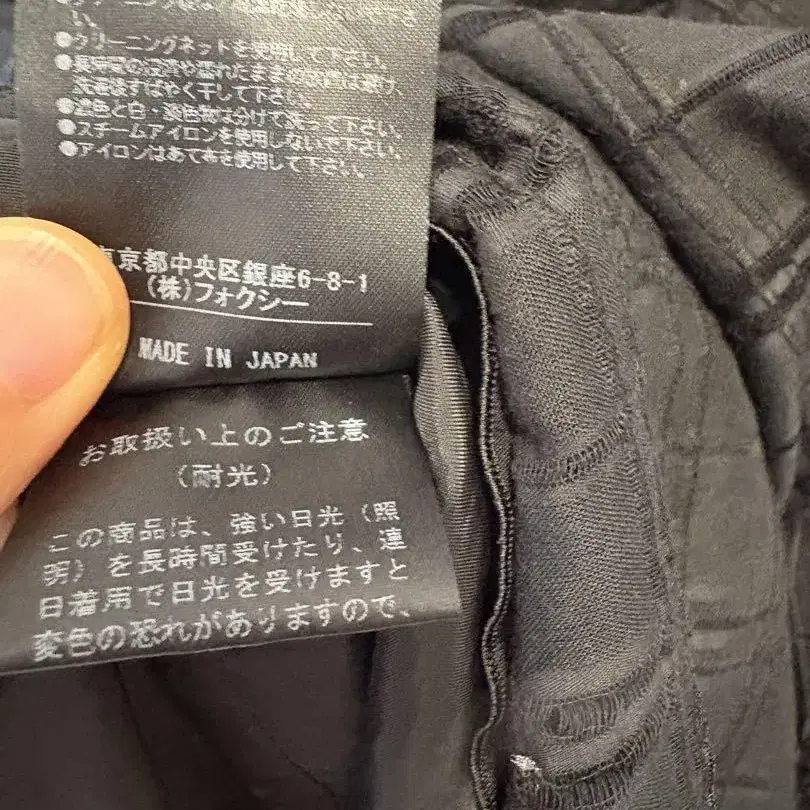 い。
●クリーニングネットを使用して下さい。
●長時間の浸漬や濡れたままの放置は避け、
洗濯後すばやく干して下さい。
●濃色と白・淡色物は分けて洗って下さい。
●スチームアイロンを使用しないで下さい。
●アイロンはあて布を使用して下さい。
東京都中央区銀座6-8-1
(株)フォクシー
MADE IN JAPAN
お取扱い上のご注意
(耐光)
この商品は、強い日光(照
明)を長時間受けたり、連
日着用で日光を受けますと
変色の恐れがありますので、